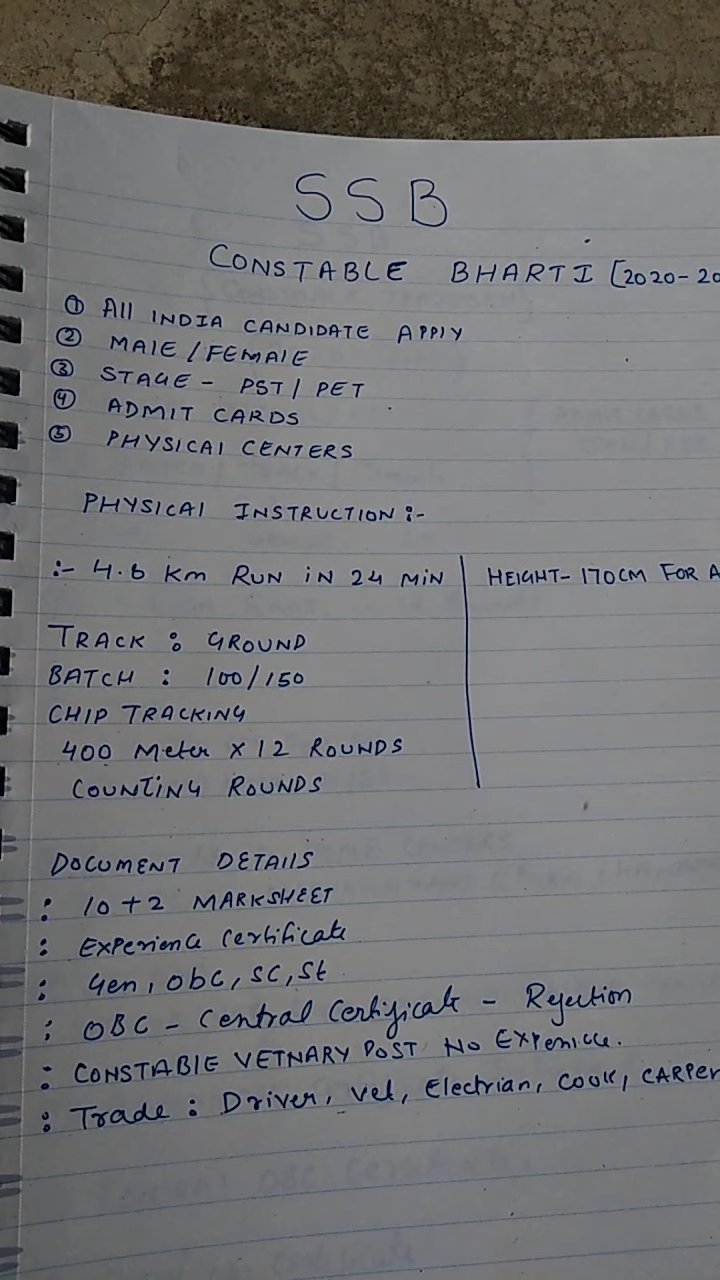 SSB
CONSTABLE BHARTI [2020-20
① All INDIA CANDIDATE APPLY
② MALE / FEMALE
③ STAGE - PST / PET
④ ADMIT CARDS
⑤ PHYSICAL CENTERS
PHYSICAL INSTRUCTION :-
:- 4.8 Km RUN iN 24 MiN
HEIGHT- 170CM FOR A
TRACK : GROUND
BATCH : 100/150
CHIP TRACKING
400 Meter X 12 ROUNDS
COUNTiNG ROUNDS
DOCUMENT DETAILS
: 10+2 MARKSHEET
: Experience Certificate
: Gen, Obc, SC, St
: OBC - Central Certificate - Rejection
: CONSTABLE VETNARY POST No EXPERICCE.
: Trade : Driver, vet, Electrian, Cook, CARPER